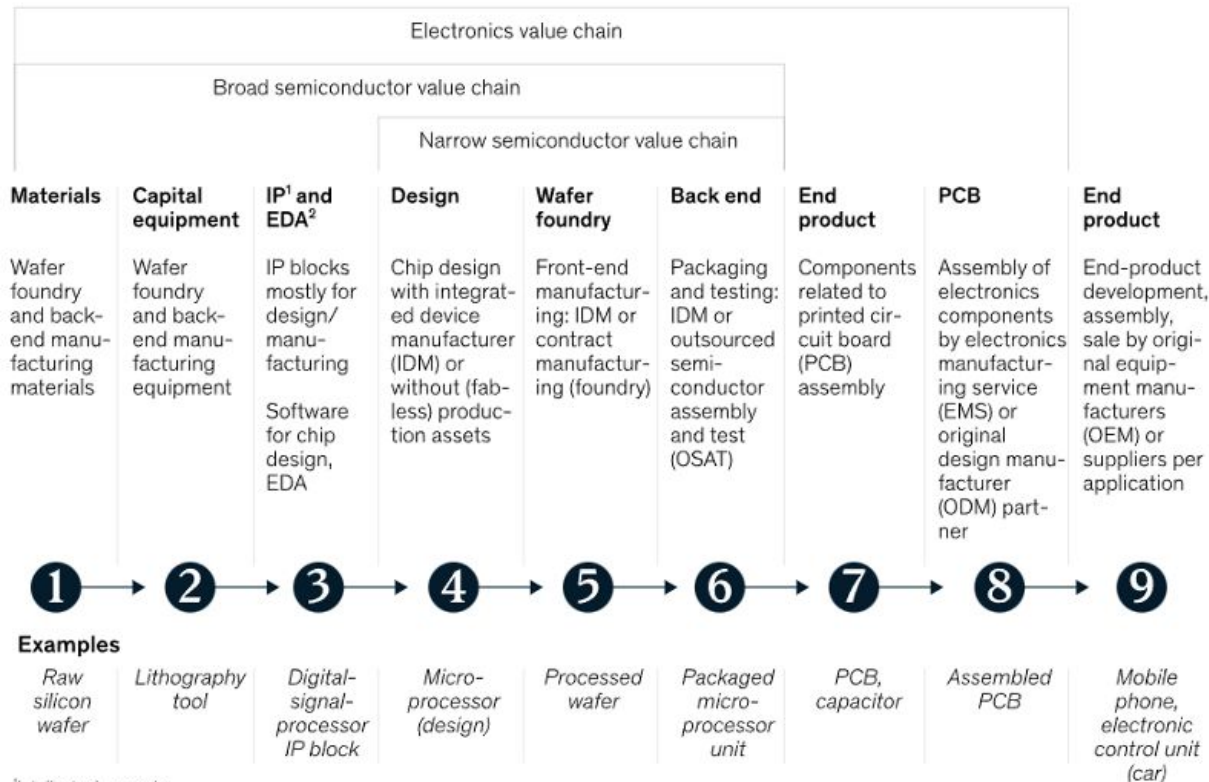 Electronics value chain
Broad semiconductor value chain
Narrow semiconductor value chain
Materials
Wafer
foundry
and back-
end manu-
facturing
materials
Capital
equipment
Wafer
foundry
and back-
end manu-
facturing
equipment
IP¹ and
EDA²
IP blocks
mostly for
design/
manu-
facturing
Software
for chip
design,
EDA
Design
Chip design
with integrat-
ed device
manufacturer
(IDM) or
without (fab-
less) produc-
tion assets
Wafer
foundry
Front-end
manufactur-
ing: IDM or
contract
manufactur-
ing (foundry)
Back end
Packaging
and testing:
IDM or
outsourced
semi-
conductor
assembly
and test
(OSAT)
End
product
Components
related to
printed cir-
cuit board
(PCB)
assembly
PCB
Assembly of
electronics
components
by electronics
manufactur-
ing service
(EMS) or
original
design manu-
facturer
(ODM) part-
ner
End
product
End-product
development,
assembly,
sale by origi-
nal equip-
ment manu-
facturers
(OEM) or
suppliers per
application
1 2 3 4 5 6 7 8 9
Examples
Raw
silicon
wafer
Lithography
tool
Digital-
signal-
processor
IP block
Micro-
processor
(design)
Processed
wafer
Packaged
micro-
processor
unit
PCB,
capacitor
Assembled
PCB
Mobile
phone,
electronic
control unit
(car)